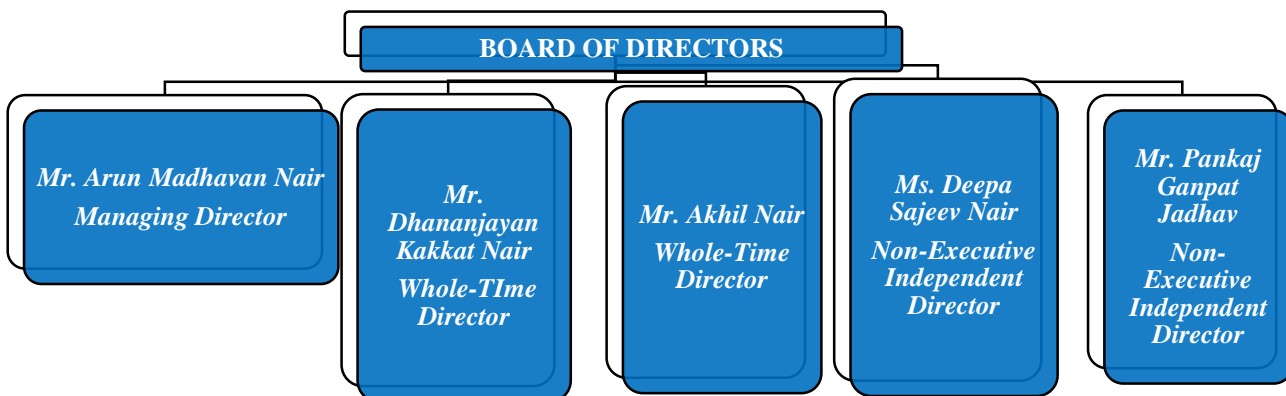 BOARD OF DIRECTORS
Mr. Arun Madhavan Nair
Managing Director
Mr.
Dhananjayan
Kakkat Nair
Whole-TIme
Director
Mr. Akhil Nair
Whole-Time
Director
Ms. Deepa
Sajeev Nair
Non-Executive
Independent
Director
Mr. Pankaj
Ganpat
Jadhav
Non-
Executive
Independent
Director